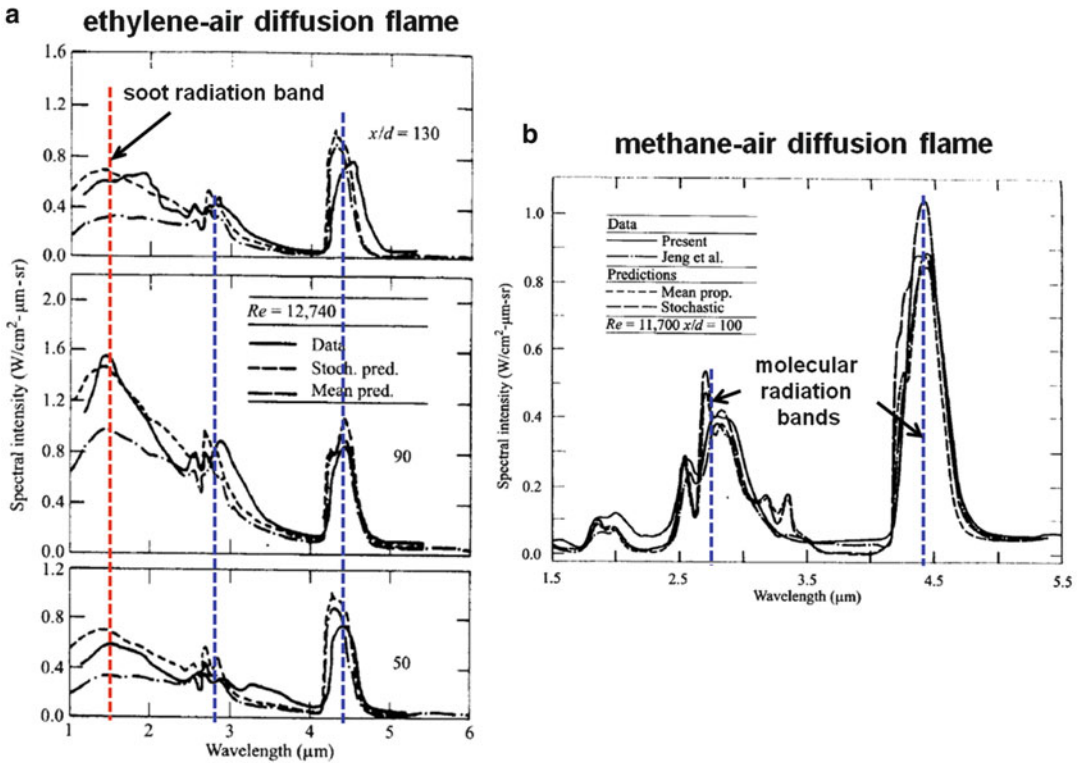 a
ethylene-air diffusion flame
1.6
1.2
0.8
0.4
0.0
soot radiation band
x/d = 130
2.0
1.6
1.2
0.8
0.4
0.0
Re = 12,740
Data
Stoch. pred.
Mean pred.
90
1.2
0.8
0.4
0.0
50
1 2 3 4 5 6
Wavelength (μm)
Spectral intensity (W/cm²-μm-sr)
b
methane-air diffusion flame
1.0
0.8
0.6
0.4
0.2
0.0
Data
Present
Jeng et al.
Predictions
Mean prop.
Stochastic
Re = 11,700 x/d = 100
molecular
radiation
bands
1.5 2.5 3.5 4.5 5.5
Wavelength (μm)
Spectral intensity (W/cm²-μm-sr)